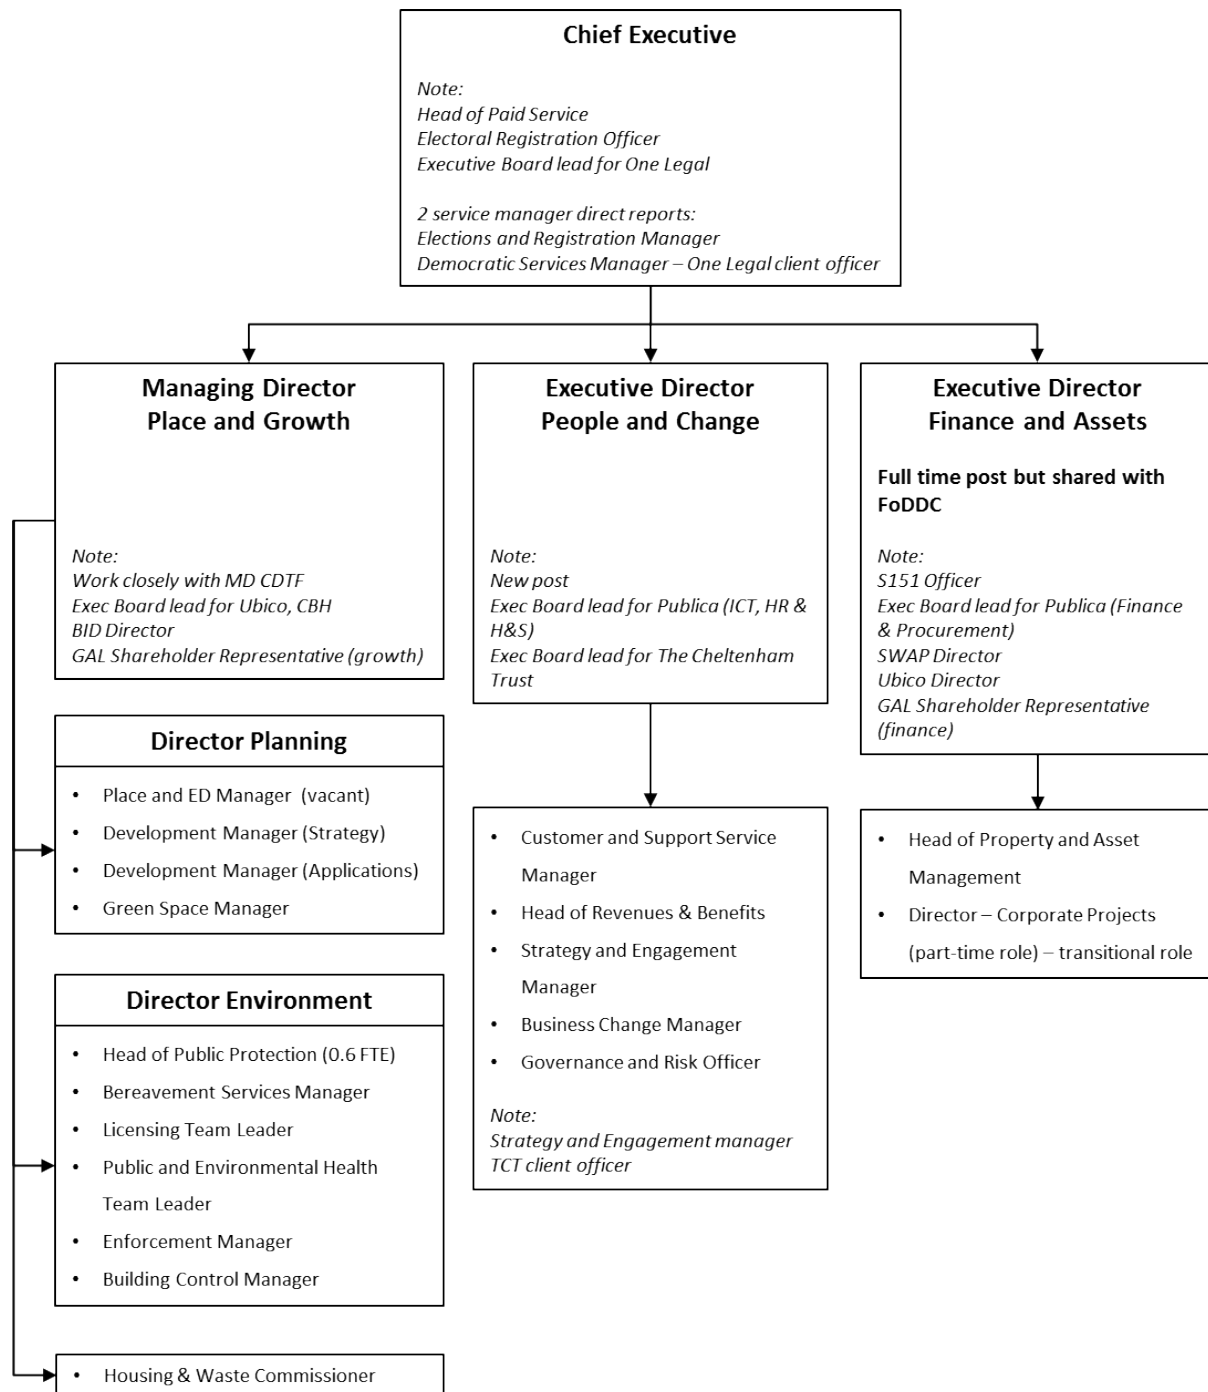 Chief Executive
Note:
Head of Paid Service
Electoral Registration Officer
Executive Board lead for One Legal
2 service manager direct reports:
Elections and Registration Manager
Democratic Services Manager – One Legal client officer
Managing Director
Place and Growth
Note:
Work closely with MD CDTF
Exec Board lead for Ubico, CBH
BID Director
GAL Shareholder Representative (growth)
Executive Director
People and Change
Note:
New post
Exec Board lead for Publica (ICT, HR &
H&S)
Exec Board lead for The Cheltenham
Trust
Executive Director
Finance and Assets
Full time post but shared with
FoDDC
Note:
S151 Officer
Exec Board lead for Publica (Finance
& Procurement)
SWAP Director
Ubico Director
GAL Shareholder Representative
(finance)
Director Planning
• Place and ED Manager (vacant)
• Development Manager (Strategy)
• Development Manager (Applications)
• Green Space Manager
Director Environment
• Head of Public Protection (0.6 FTE)
• Bereavement Services Manager
• Licensing Team Leader
• Public and Environmental Health
Team Leader
• Enforcement Manager
• Building Control Manager
• Housing & Waste Commissioner
• Customer and Support Service
Manager
• Head of Revenues & Benefits
• Strategy and Engagement
Manager
• Business Change Manager
• Governance and Risk Officer
Note:
Strategy and Engagement manager
TCT client officer
• Head of Property and Asset
Management
• Director – Corporate Projects
(part-time role) – transitional role